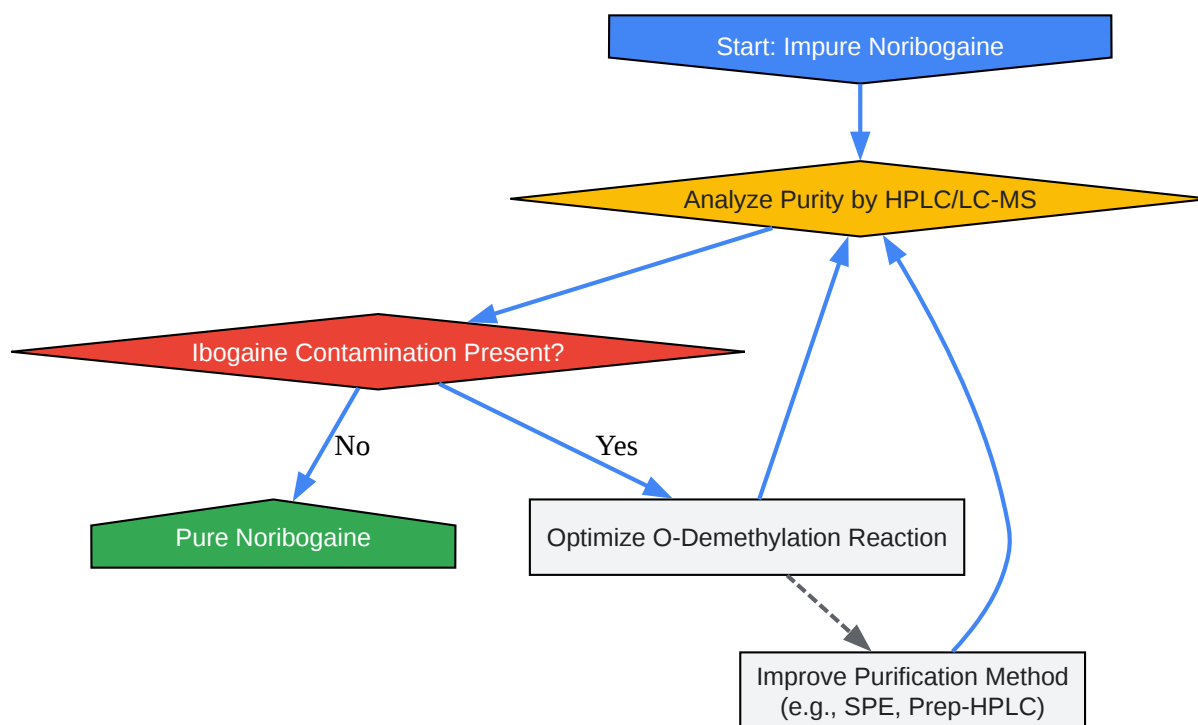 Start: Impure Noribogaine
Analyze Purity by HPLC/LC-MS
Ibogaine Contamination Present?
No
Yes
Pure Noribogaine
Optimize O-Demethylation Reaction
Improve Purification Method
(e.g., SPE, Prep-HPLC)